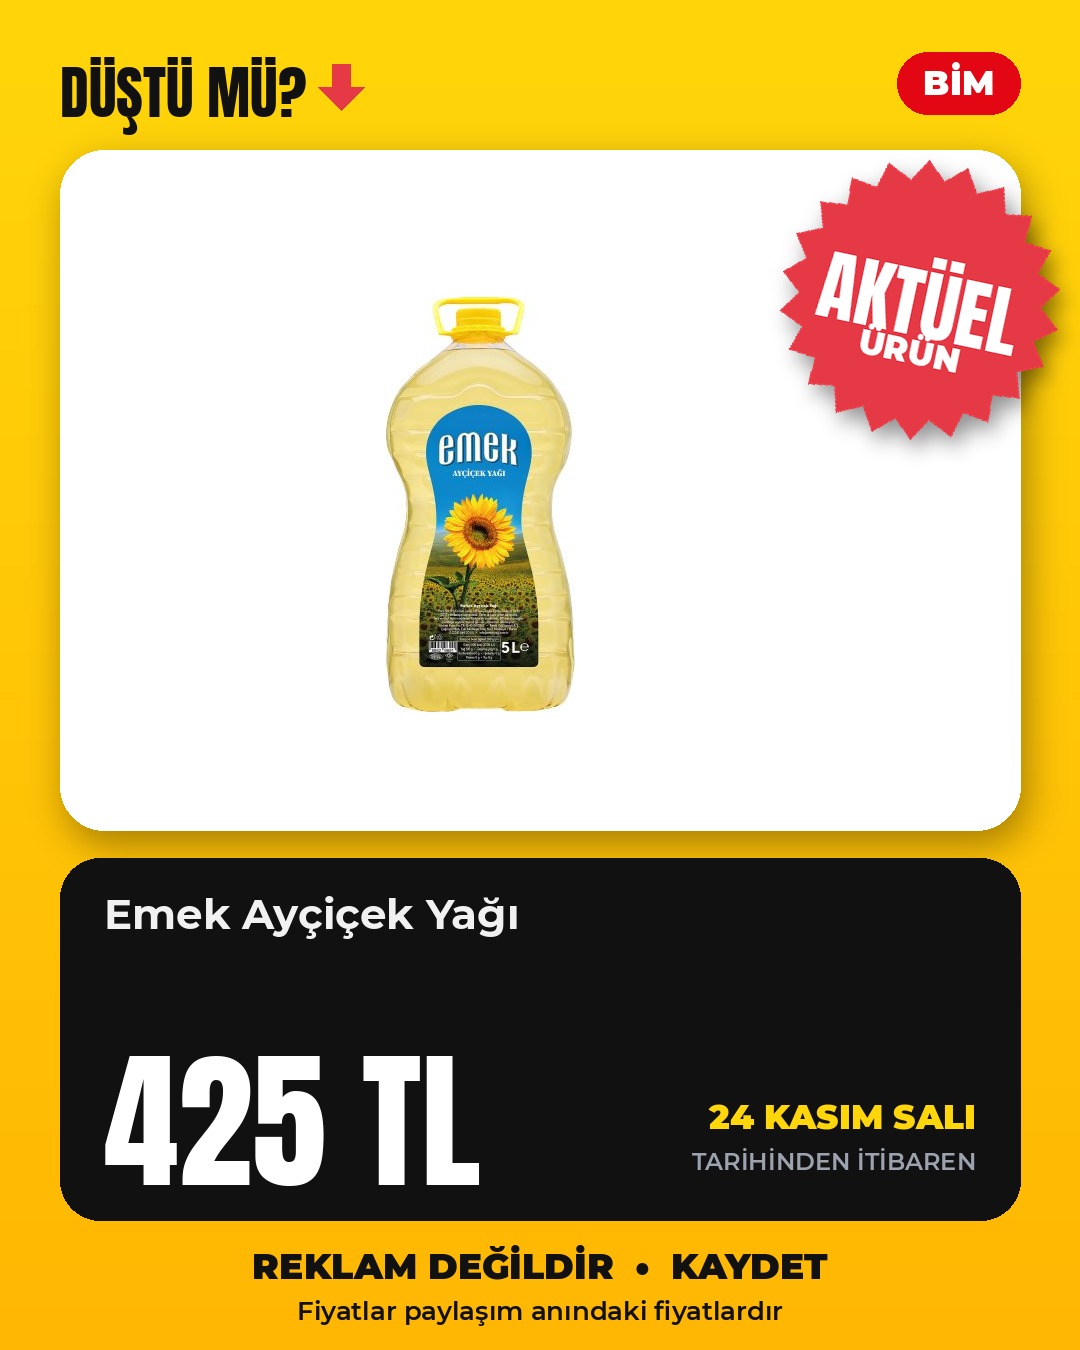 DÜŞTÜ MÜ?
BİM
AKTÜEL
ÜRÜN
emek
AYÇİÇEK YAĞI
5 L e
Emek Ayçiçek Yağı
425 TL
24 KASIM SALI
TARİHİNDEN İTİBAREN
REKLAM DEĞİLDİR • KAYDET
Fiyatlar paylaşım anındaki fiyatlardır